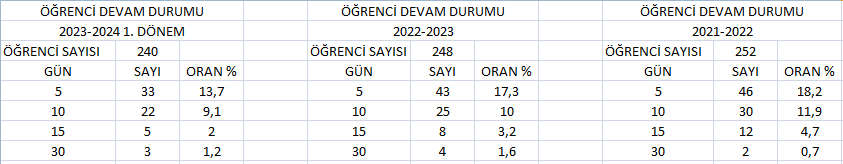 ÖĞRENCİ DEVAM DURUMU ÖĞRENCİ DEVAM DURUMU ÖĞRENCİ DEVAM DURUMU
2023-2024 1. DÖNEM 2022-2023 2021-2022
ÖĞRENCİ SAYISI 240 ÖĞRENCİ SAYISI 248 ÖĞRENCİ SAYISI 252
GÜN SAYI ORAN % GÜN SAYI ORAN % GÜN SAYI ORAN %
5 33 13,7 5 43 17,3 5 46 18,2
10 22 9,1 10 25 10 10 30 11,9
15 5 2 15 8 3,2 15 12 4,7
30 3 1,2 30 4 1,6 30 2 0,7